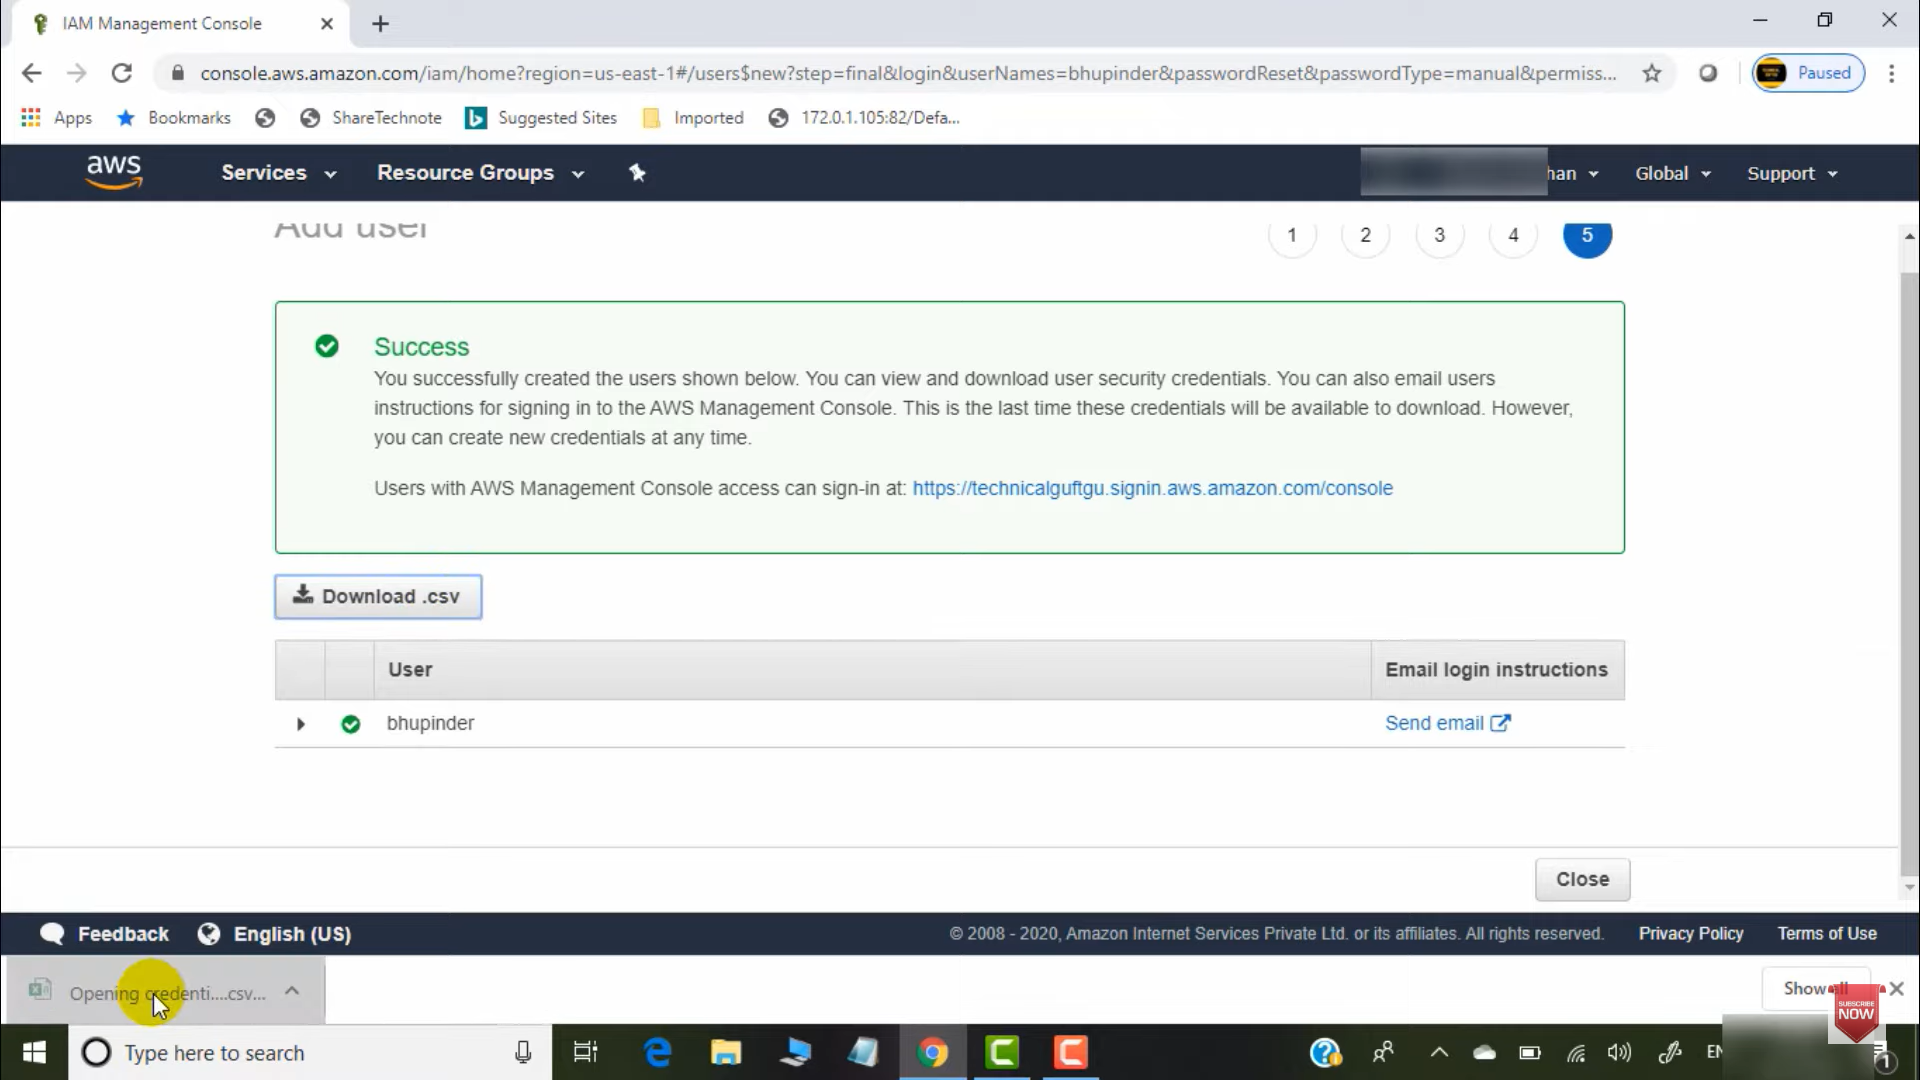 IAM Management Console
console.aws.amazon.com/iam/home?region=us-east-1#/users$new?step=final&login&userNames=bhupinder&passwordReset&passwordType=manual&permiss...
Paused
Apps
Bookmarks
ShareTechnote
Suggested Sites
Imported
172.0.1.105:82/Defa...
aws
Services
Resource Groups
han
Global
Support
Add user
1
2
3
4
5
Success
You successfully created the users shown below. You can view and download user security credentials. You can also email users
instructions for signing in to the AWS Management Console. This is the last time these credentials will be available to download. However,
you can create new credentials at any time.
Users with AWS Management Console access can sign-in at: https://technicalguftgu.signin.aws.amazon.com/console
Download .csv
User
Email login instructions
bhupinder
Send email
Close
Feedback
English (US)
© 2008 - 2020, Amazon Internet Services Private Ltd. or its affiliates. All rights reserved.
Privacy Policy
Terms of Use
Opening credenti....csv...
Show all
SUBSCRIBE
NOW
Type here to search
1